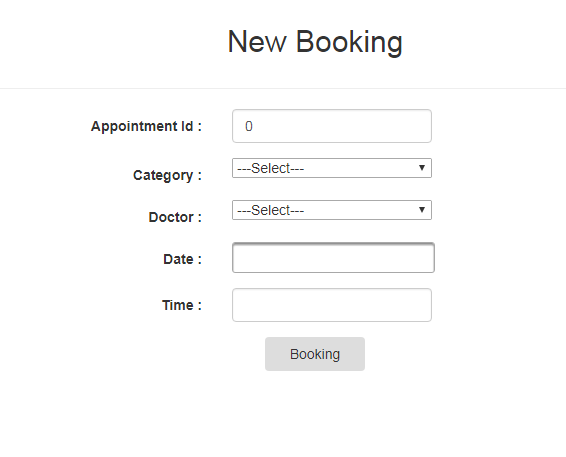 New Booking
Appointment Id : 0
Category : ---Select---
Doctor : ---Select---
Date :
Time :
Booking